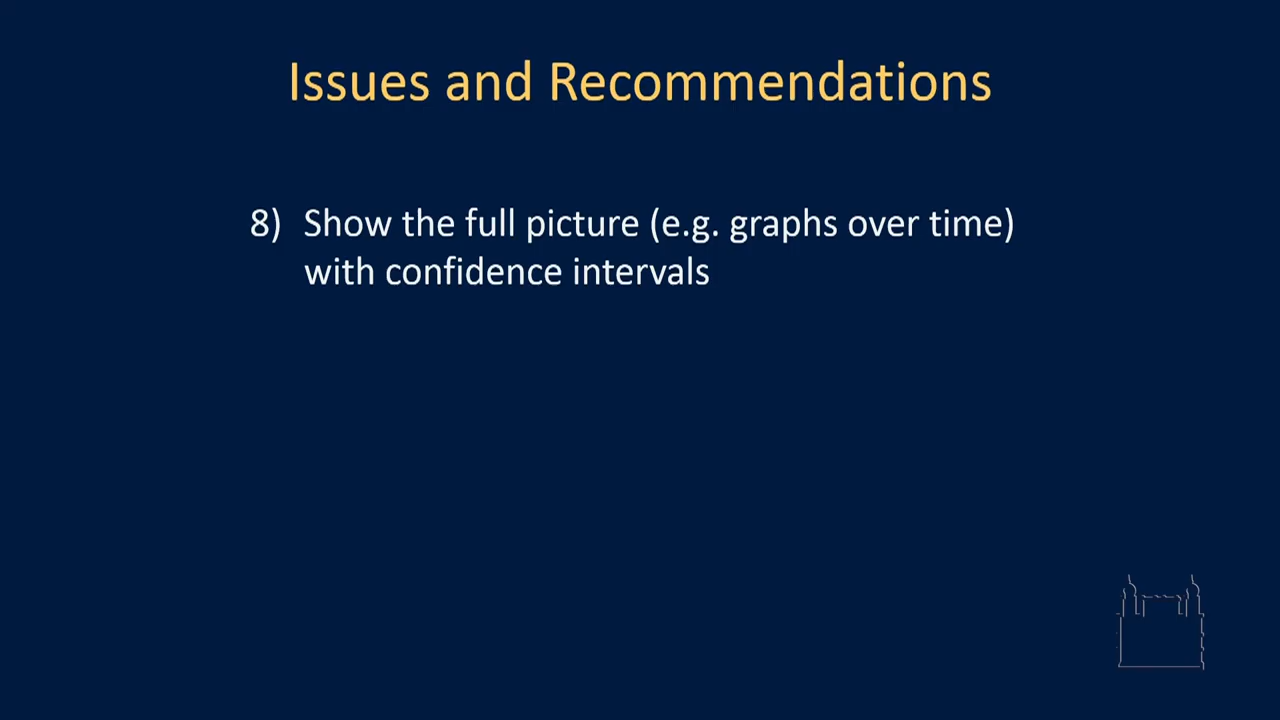 Issues and Recommendations
8) Show the full picture (e.g. graphs over time)
with confidence intervals